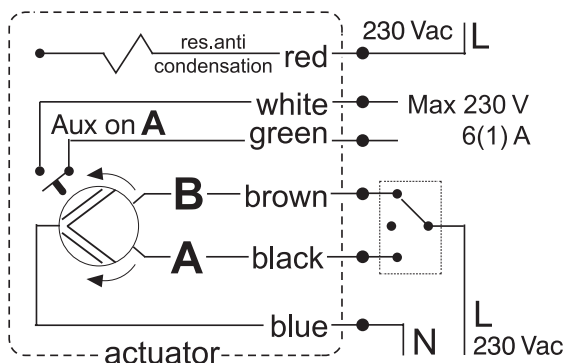 res.anti
condensation
red
230 Vac L
white
Max 230 V
Aux on A
green
6(1) A
B
brown
A
black
blue
N
L
230 Vac
actuator